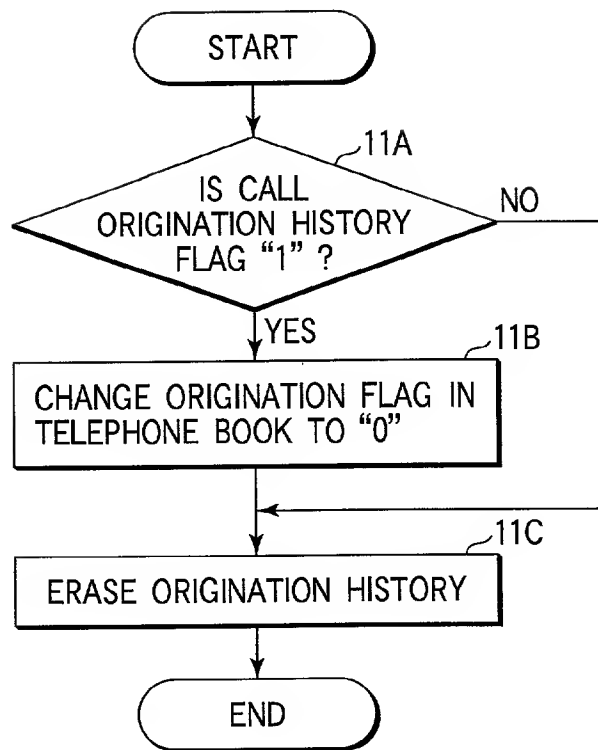 START
11A
IS CALL
ORIGINATION HISTORY
FLAG “1” ?
NO
YES
11B
CHANGE ORIGINATION FLAG IN
TELEPHONE BOOK TO “0”
11C
ERASE ORIGINATION HISTORY
END